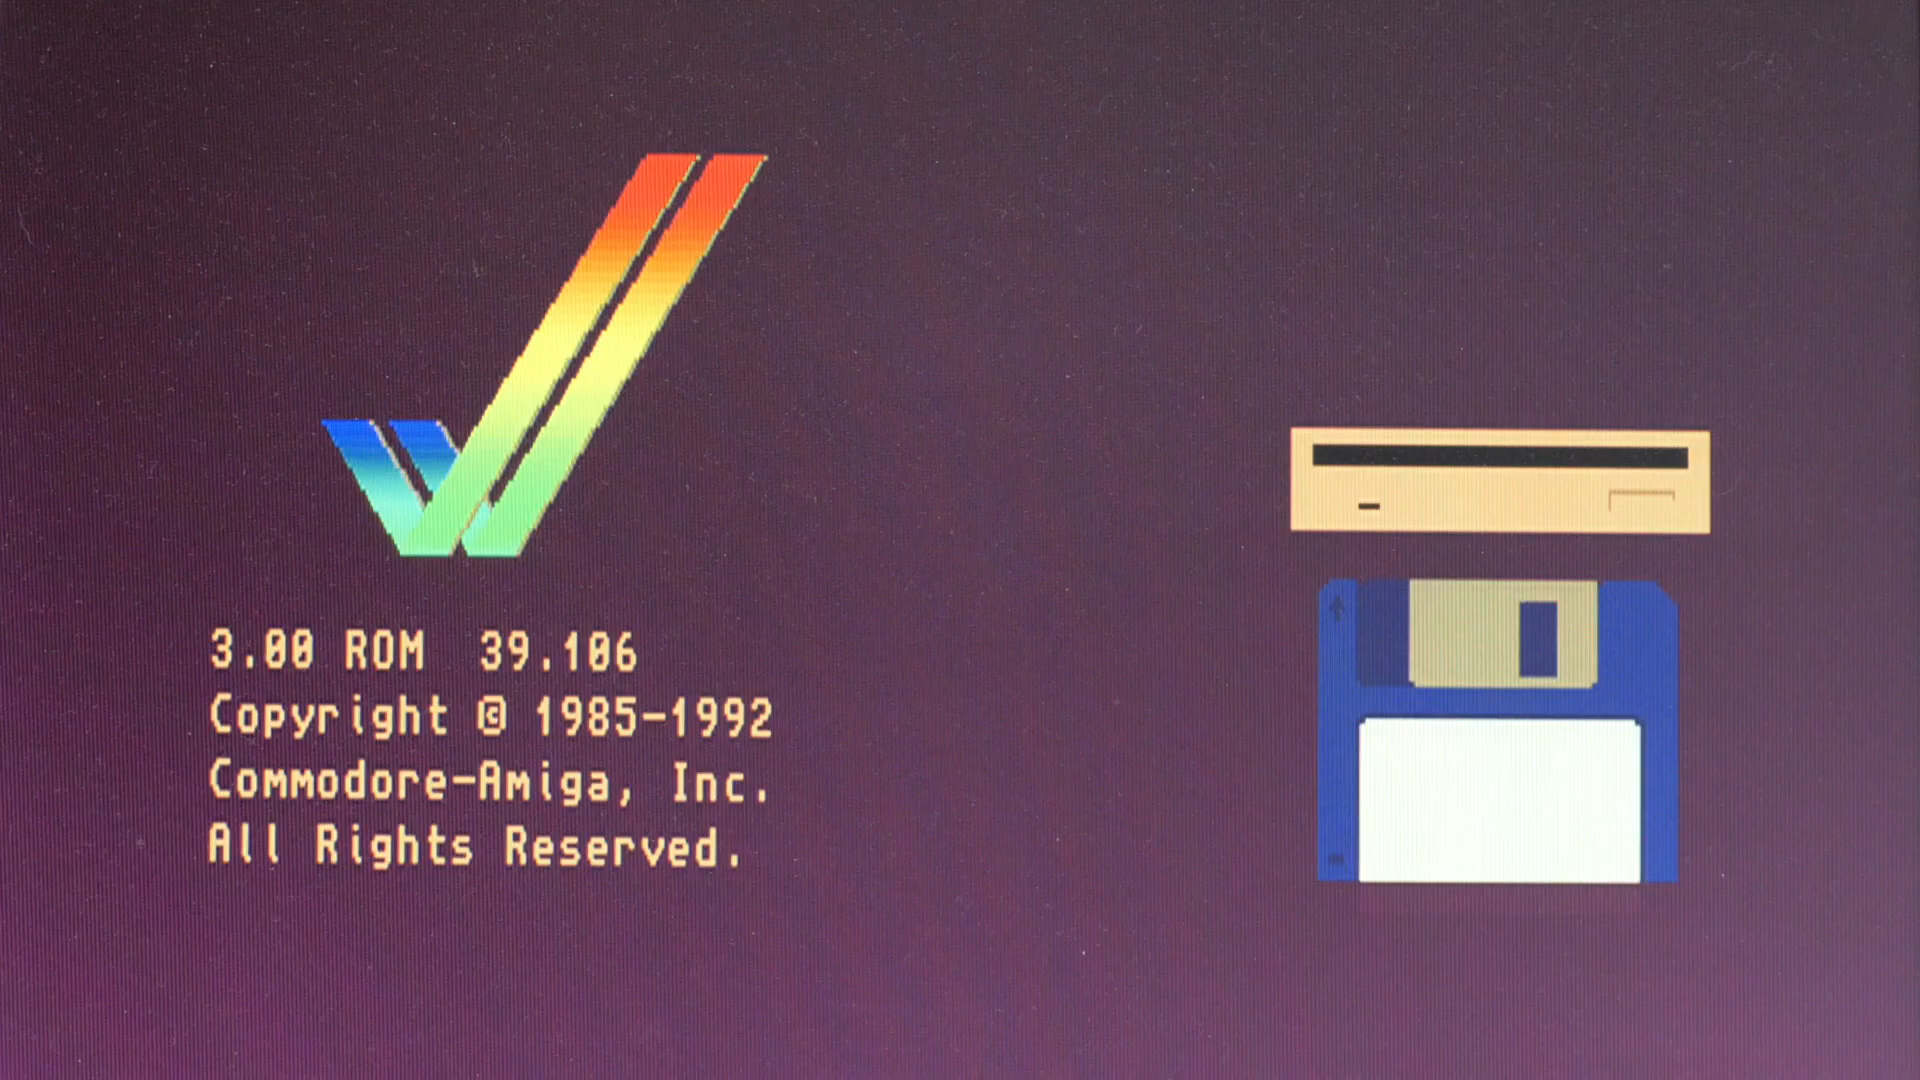 3.00 ROM  39.106
Copyright © 1985-1992
Commodore-Amiga, Inc.
All Rights Reserved.